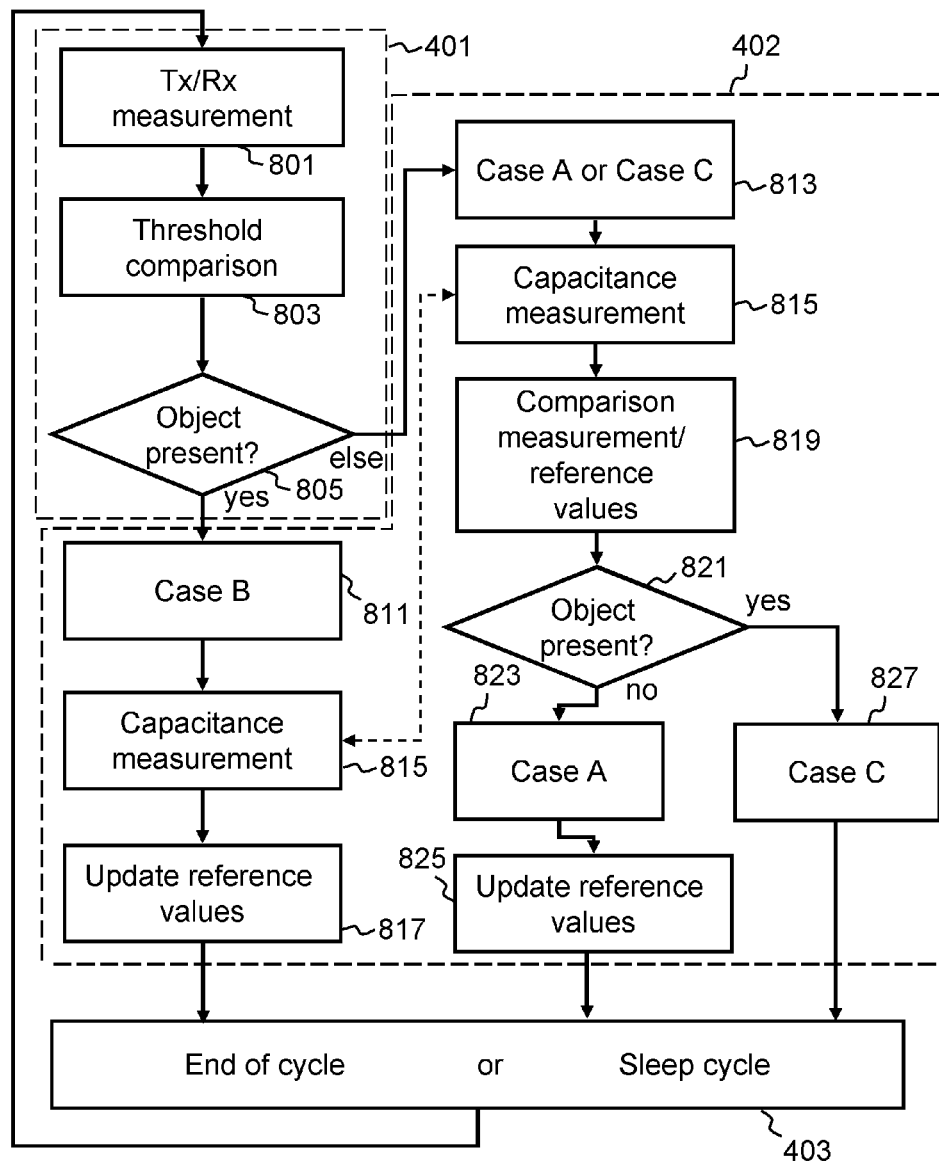 401
Tx/Rx
measurement
801
Threshold
comparison
803
Object
present?
805
else
yes
402
Case A or Case C
813
Capacitance
measurement
815
Comparison
measurement/
reference
values
819
821
Object
present?
yes
no
823
Case A
827
Case C
825
Update reference
values
Case B
811
Capacitance
measurement
815
Update reference
values
817
End of cycle or Sleep cycle
403